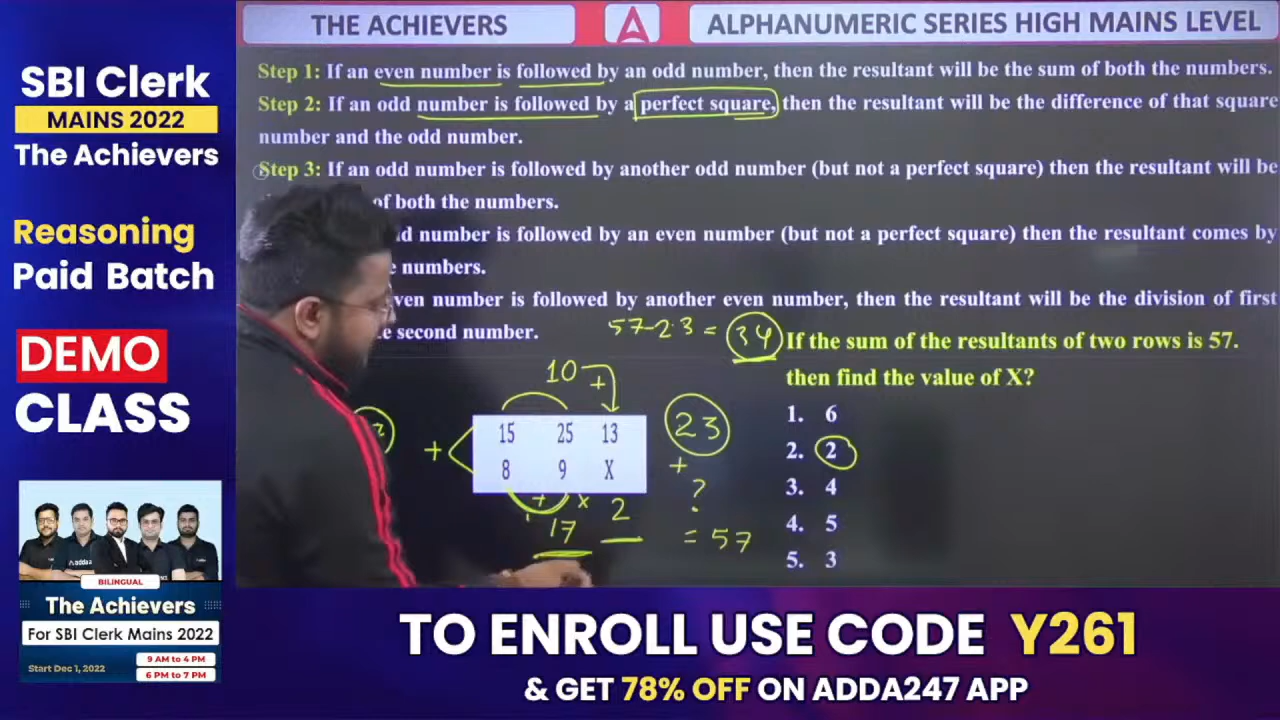 THE ACHIEVERS
ALPHANUMERIC SERIES HIGH MAINS LEVEL
SBI Clerk
MAINS 2022
The Achievers
Reasoning
Paid Batch
DEMO
CLASS
BILINGUAL
The Achievers
For SBI Clerk Mains 2022
Start Dec 1, 2022
9 AM to 4 PM
6 PM to 7 PM
Step 1: If an even number is followed by an odd number, then the resultant will be the sum of both the numbers.
Step 2: If an odd number is followed by a perfect square, then the resultant will be the difference of that square
number and the odd number.
Step 3: If an odd number is followed by another odd number (but not a perfect square) then the resultant will be
of both the numbers.
number is followed by an even number (but not a perfect square) then the resultant comes by
numbers.
number is followed by another even number, then the resultant will be the division of first
second number.
57-23 = 34
If the sum of the resultants of two rows is 57.
then find the value of X?
10
+
15 25 13
23
+
8 9 X
+
+ x 2
?
17
= 57
1. 6
2. 2
3. 4
4. 5
5. 3
TO ENROLL USE CODE Y261
& GET 78% OFF ON ADDA247 APP